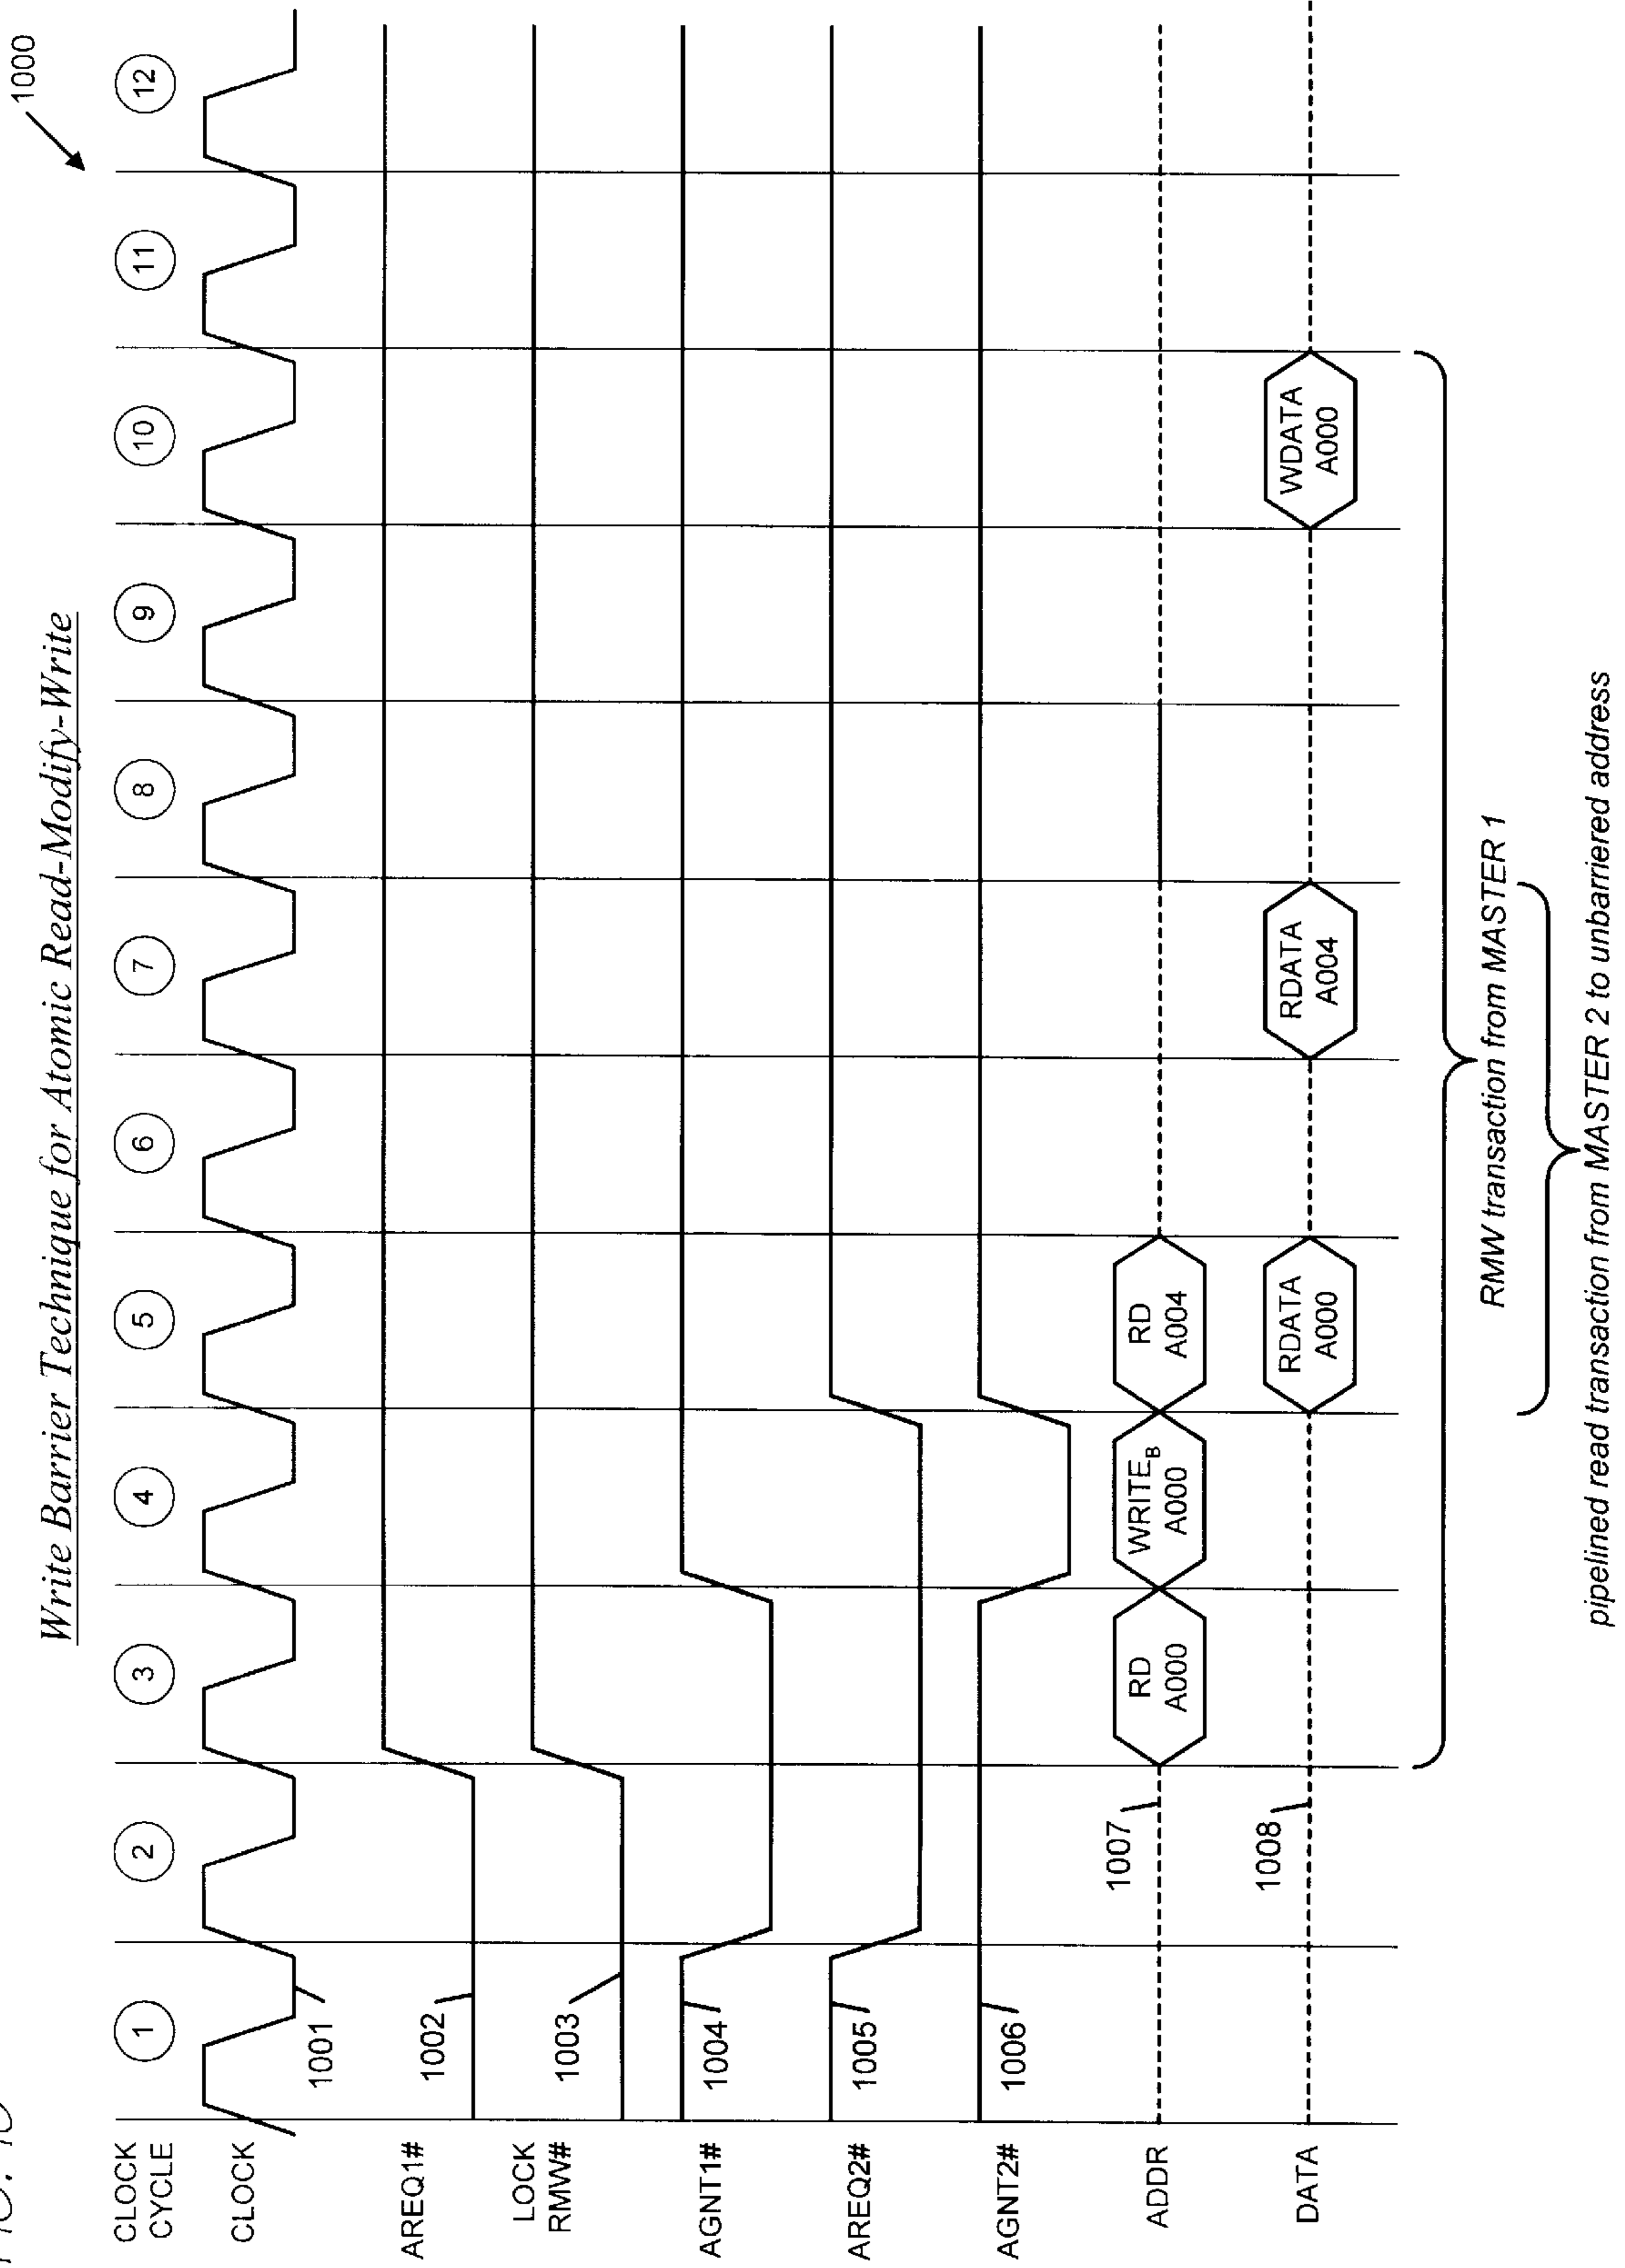 FIG. 10
Write Barrier Technique for Atomic Read-Modify-Write
1000
CLOCK
CYCLE
1 2 3 4 5 6 7 8 9 10 11 12
CLOCK
1001
AREQ1#
1002
LOCK
RMW#
1003
AGNT1#
1004
AREQ2#
1005
AGNT2#
1006
ADDR
1007
RD
A000
WRITEB
A000
RD
A004
DATA
1008
RDATA
A000
RDATA
A004
WDATA
A000
RMW transaction from MASTER 1
pipelined read transaction from MASTER 2 to unbarriered address